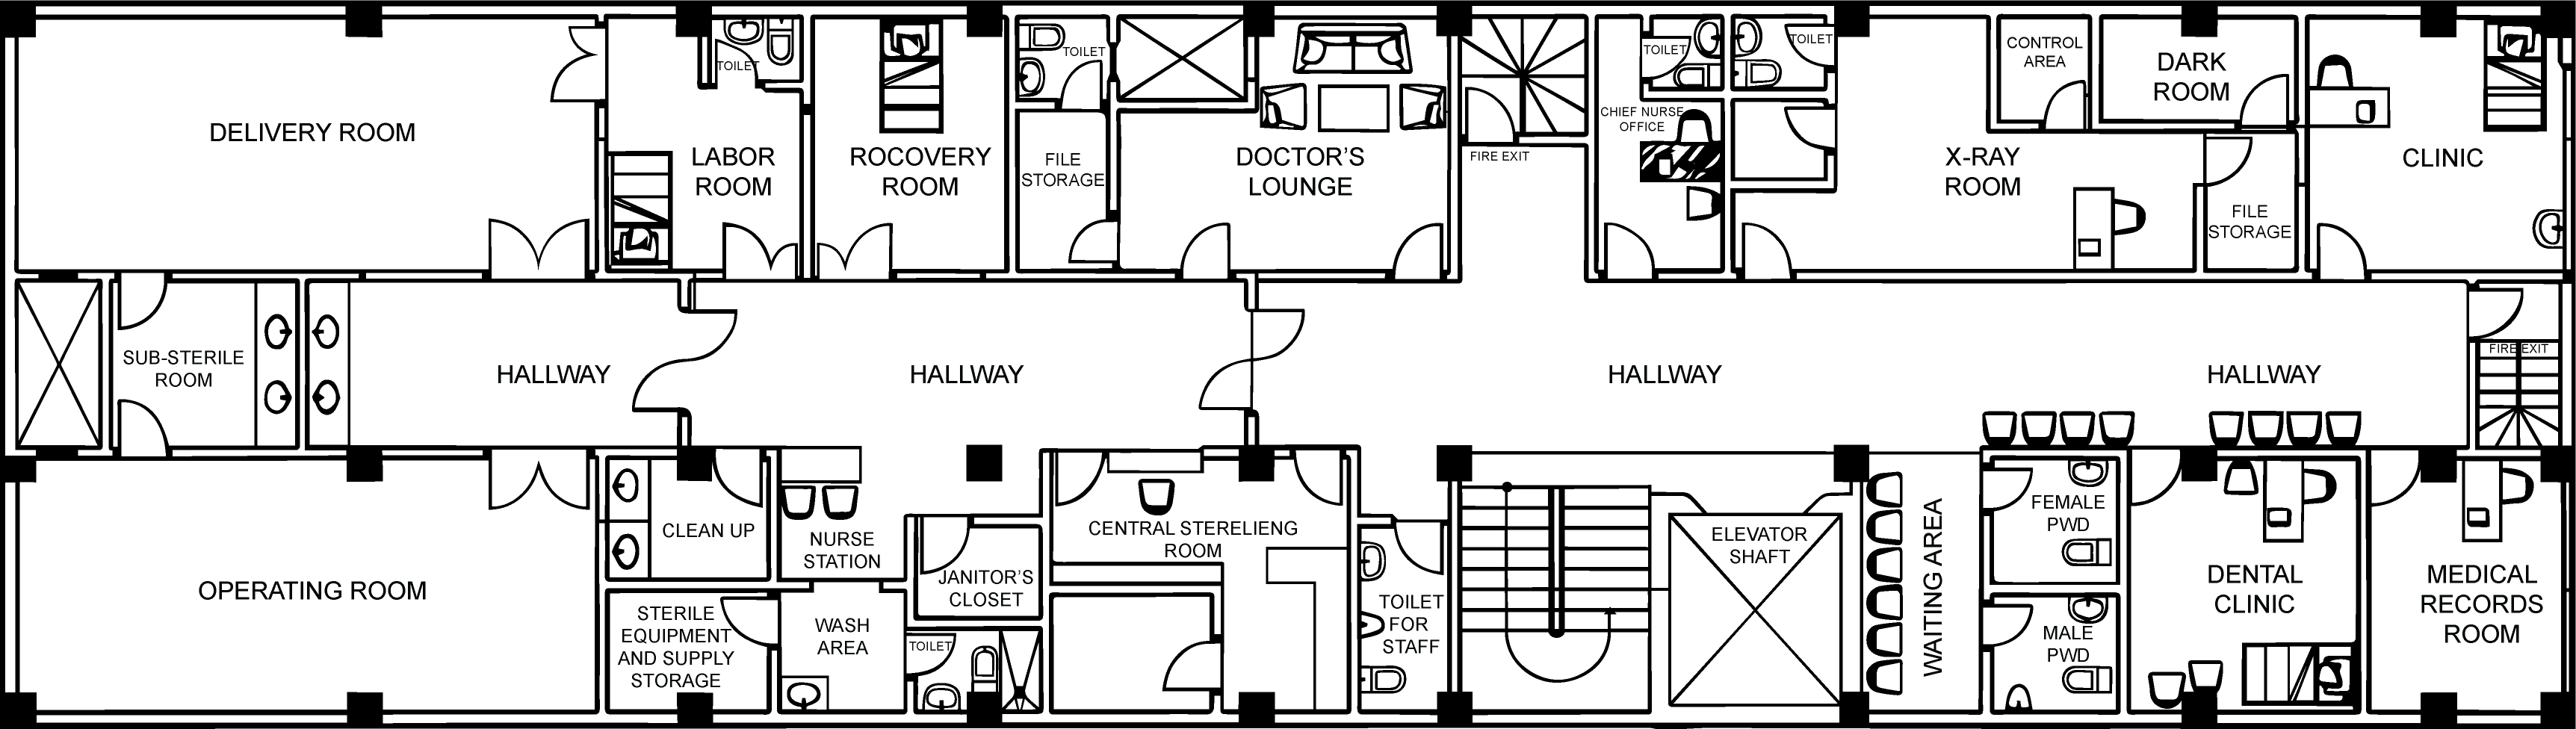 DELIVERY ROOM
TOILET
LABOR
ROOM
ROCOVERY
ROOM
TOILET
FILE
STORAGE
DOCTOR'S
LOUNGE
FIRE EXIT
TOILET
CHIEF NURSE
OFFICE
TOILET
X-RAY
ROOM
CONTROL
AREA
DARK
ROOM
FILE
STORAGE
CLINIC
SUB-STERILE
ROOM
HALLWAY
HALLWAY
HALLWAY
HALLWAY
FIRE EXIT
OPERATING ROOM
CLEAN UP
STERILE
EQUIPMENT
AND SUPPLY
STORAGE
NURSE
STATION
WASH
AREA
JANITOR'S
CLOSET
TOILET
CENTRAL STERELIENG
ROOM
TOILET
FOR
STAFF
ELEVATOR
SHAFT
WAITING AREA
FEMALE
PWD
MALE
PWD
DENTAL
CLINIC
MEDICAL
RECORDS
ROOM